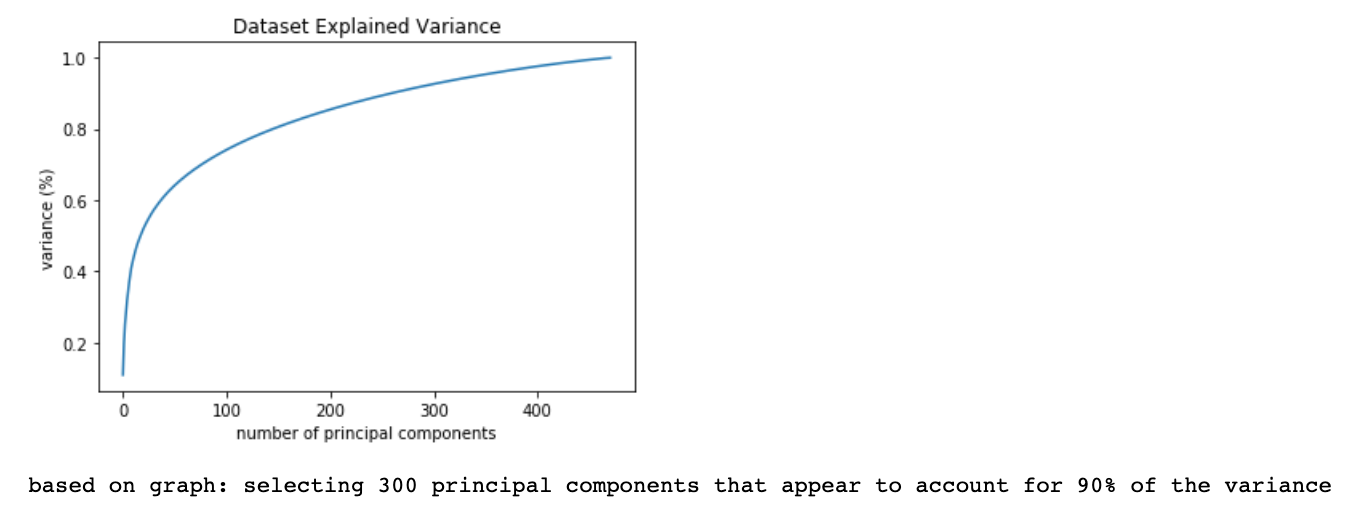 Dataset Explained Variance
1.0
0.8
0.6
0.4
0.2
variance (%)
0 100 200 300 400
number of principal components
based on graph: selecting 300 principal components that appear to account for 90% of the variance